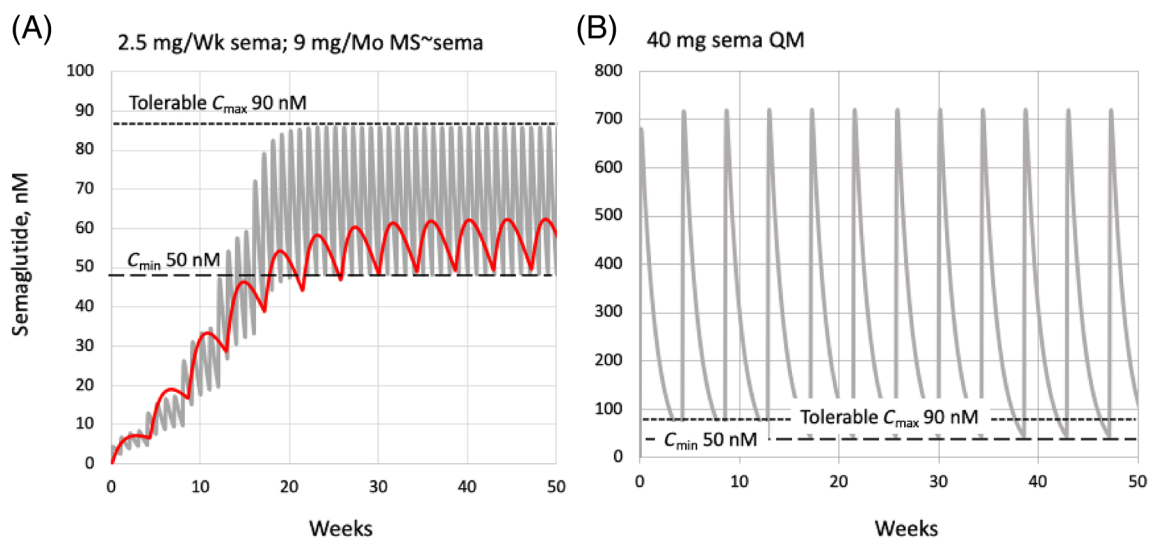 (A)
2.5 mg/Wk sema; 9 mg/Mo MS~sema
100
90
80
70
60
50
40
30
20
10
0
Tolerable Cmax 90 nM
Cmin 50 nM
Semaglutide, nM
0 10 20 30 40 50
Weeks
(B)
40 mg sema QM
800
700
600
500
400
300
200
100
0
Tolerable Cmax 90 nM
Cmin 50 nM
0 10 20 30 40 50
Weeks